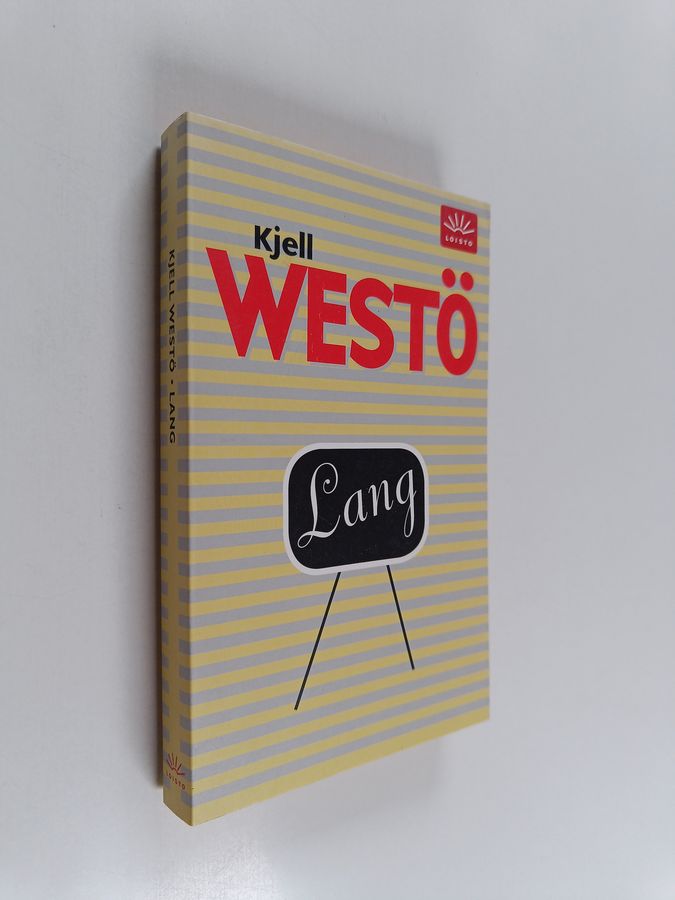 Kjell
WESTÖ
LOISTO
Lang
KJELL WESTÖ • LANG
LOISTO